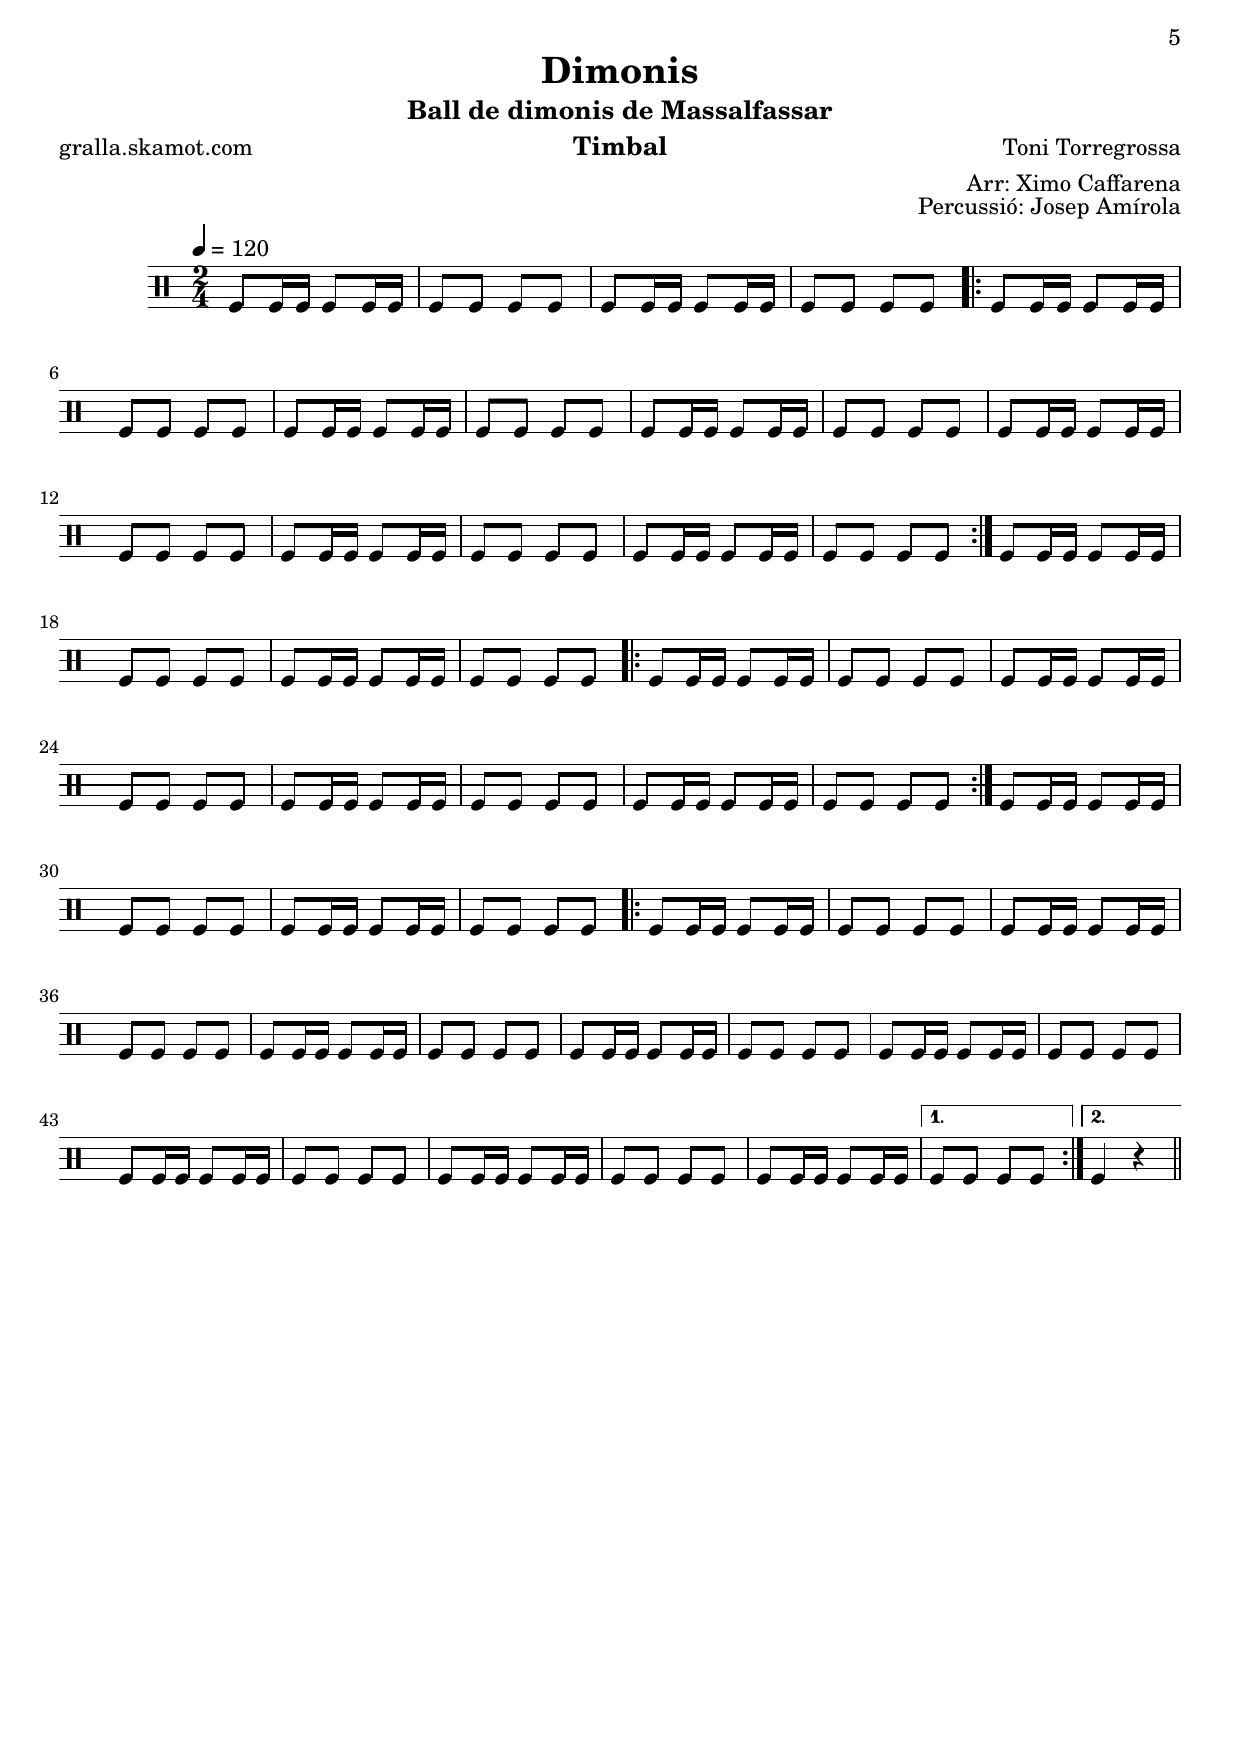 5
Dimonis
Ball de dimonis de Massalfassar
gralla.skamot.com Timbal Toni Torregrossa
Arr: Ximo Caffarena
Percussió: Josep Amírola
= 120
2
4
6
12
18
24
30
36
43
1. 2.